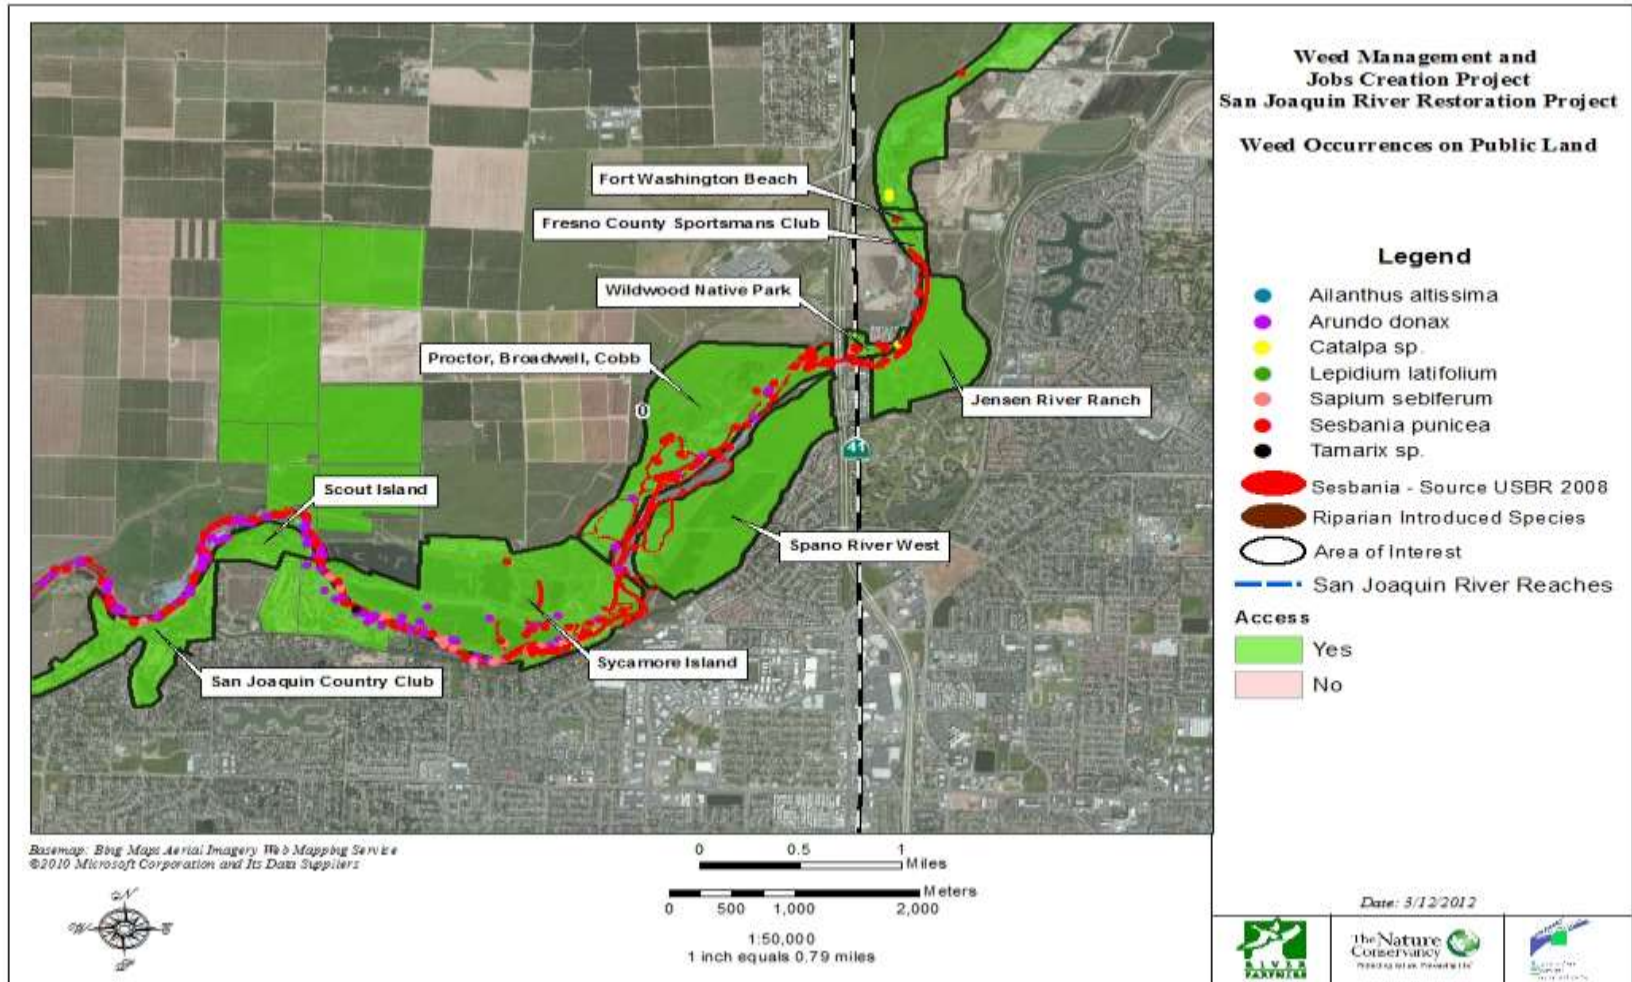 Weed Management and
Jobs Creation Project
San Joaquin River Restoration Project
Weed Occurrences on Public Land
Fort Washington Beach
Fresno County Sportsmans Club
Wildwood Native Park
Proctor, Broadwell, Cobb
0
Jensen River Ranch
41
Scout Island
Spano River West
Sycamore Island
San Joaquin Country Club
Legend
Ailanthus altissima
Arundo donax
Catalpa sp.
Lepidium latifolium
Sapium sebiferum
Sesbania punicea
Tamarix sp.
Sesbania - Source USBR 2008
Riparian Introduced Species
Area of Interest
San Joaquin River Reaches
Access
Yes
No
Basemap: Bing Maps Aerial Imagery Web Mapping Service
©2010 Microsoft Corporation and Its Data Suppliers
N
W E
S
0 0.5 1
Miles
Meters
0 500 1,000 2,000
1:50,000
1 inch equals 0.79 miles
Date: 3/12/2012
RIVER
PARTNERS
The Nature
Conservancy